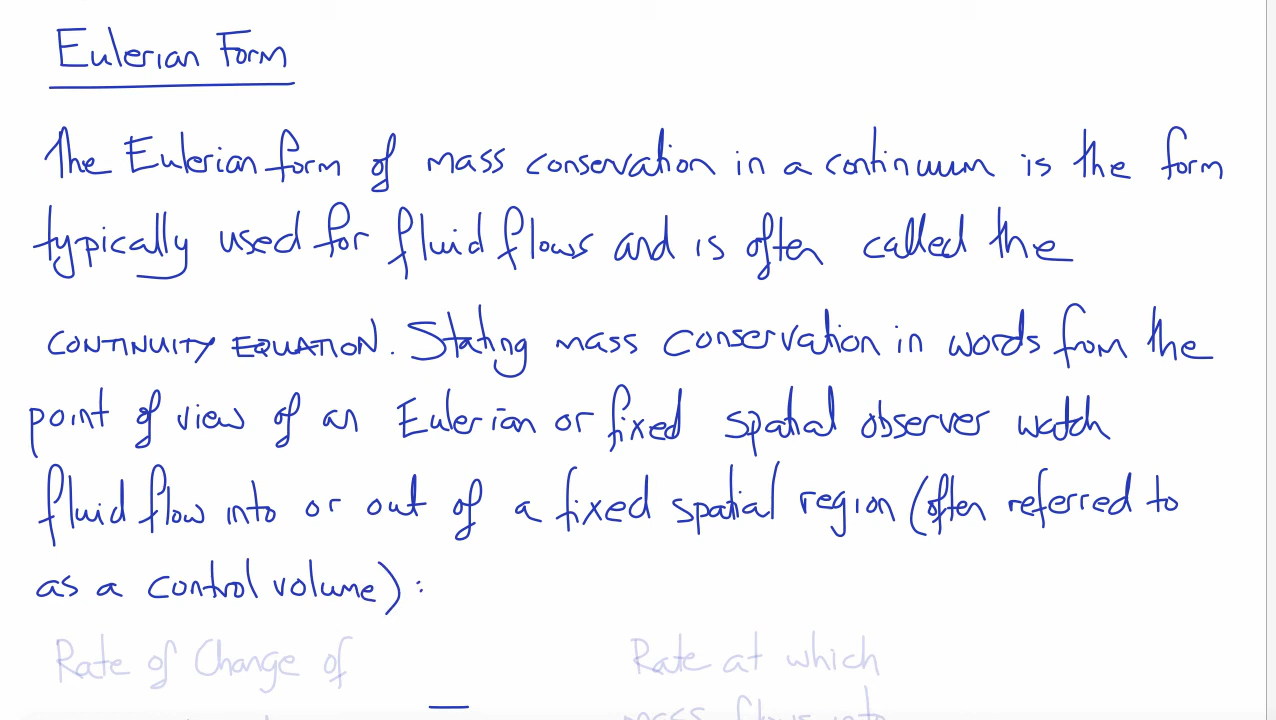 Eulerian Form
The Eulerian form of mass conservation in a continuum is the form
typically used for fluid flows and is often called the
CONTINUITY EQUATION. Stating mass conservation in words from the
point of view of an Eulerian or fixed spatial observer watch
fluid flow into or out of a fixed spatial region (often referred to
as a control volume):
Rate of Change of Rate at which
mass flows into